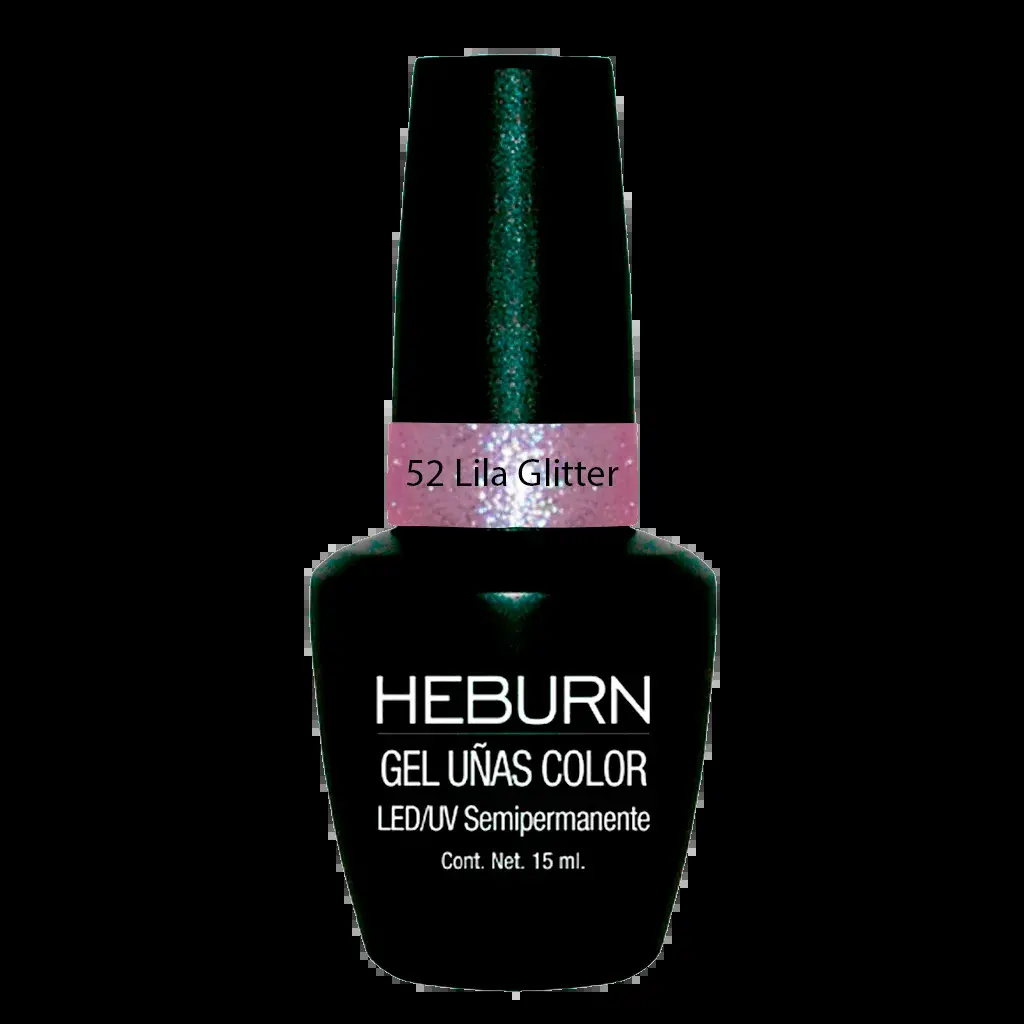 52 Lila Glitter
HEBURN
GEL UÑAS COLOR
LED/UV Semipermanente
Cont. Net. 15 ml.